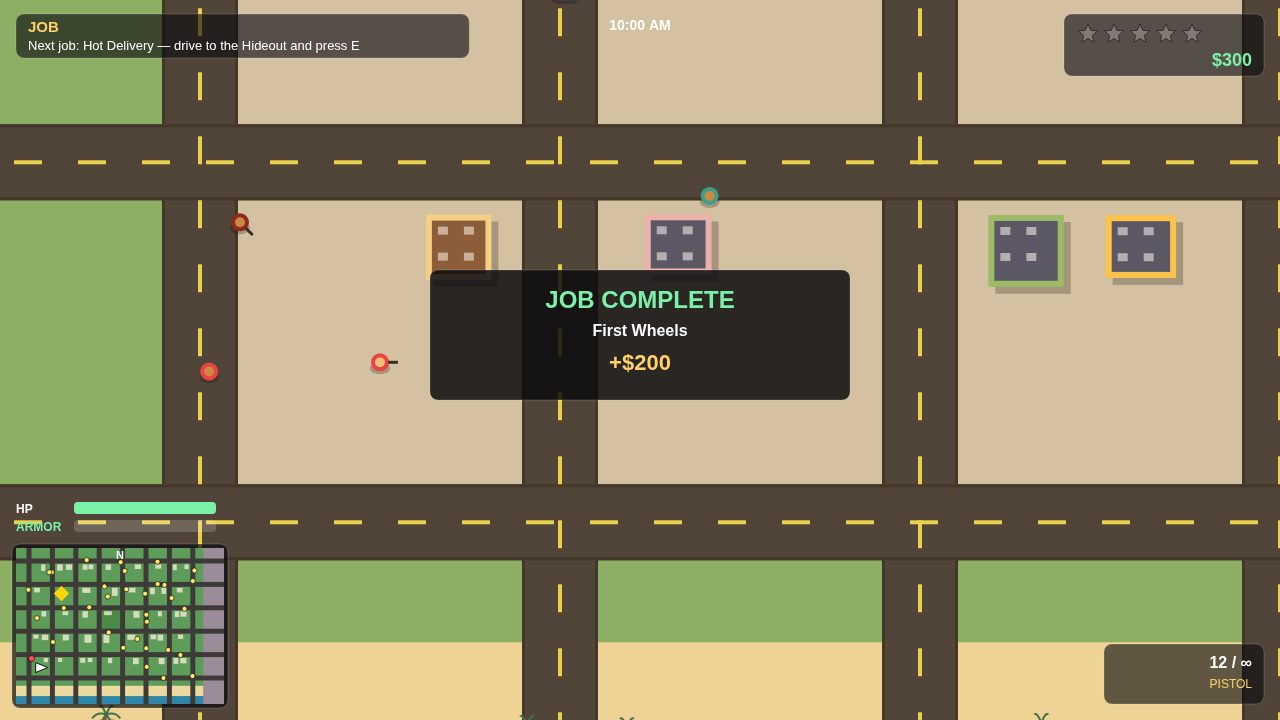 JOB
Next job: Hot Delivery — drive to the Hideout and press E
10:00 AM
$300
JOB COMPLETE
First Wheels
+$200
HP
ARMOR
N
12 / ∞
PISTOL